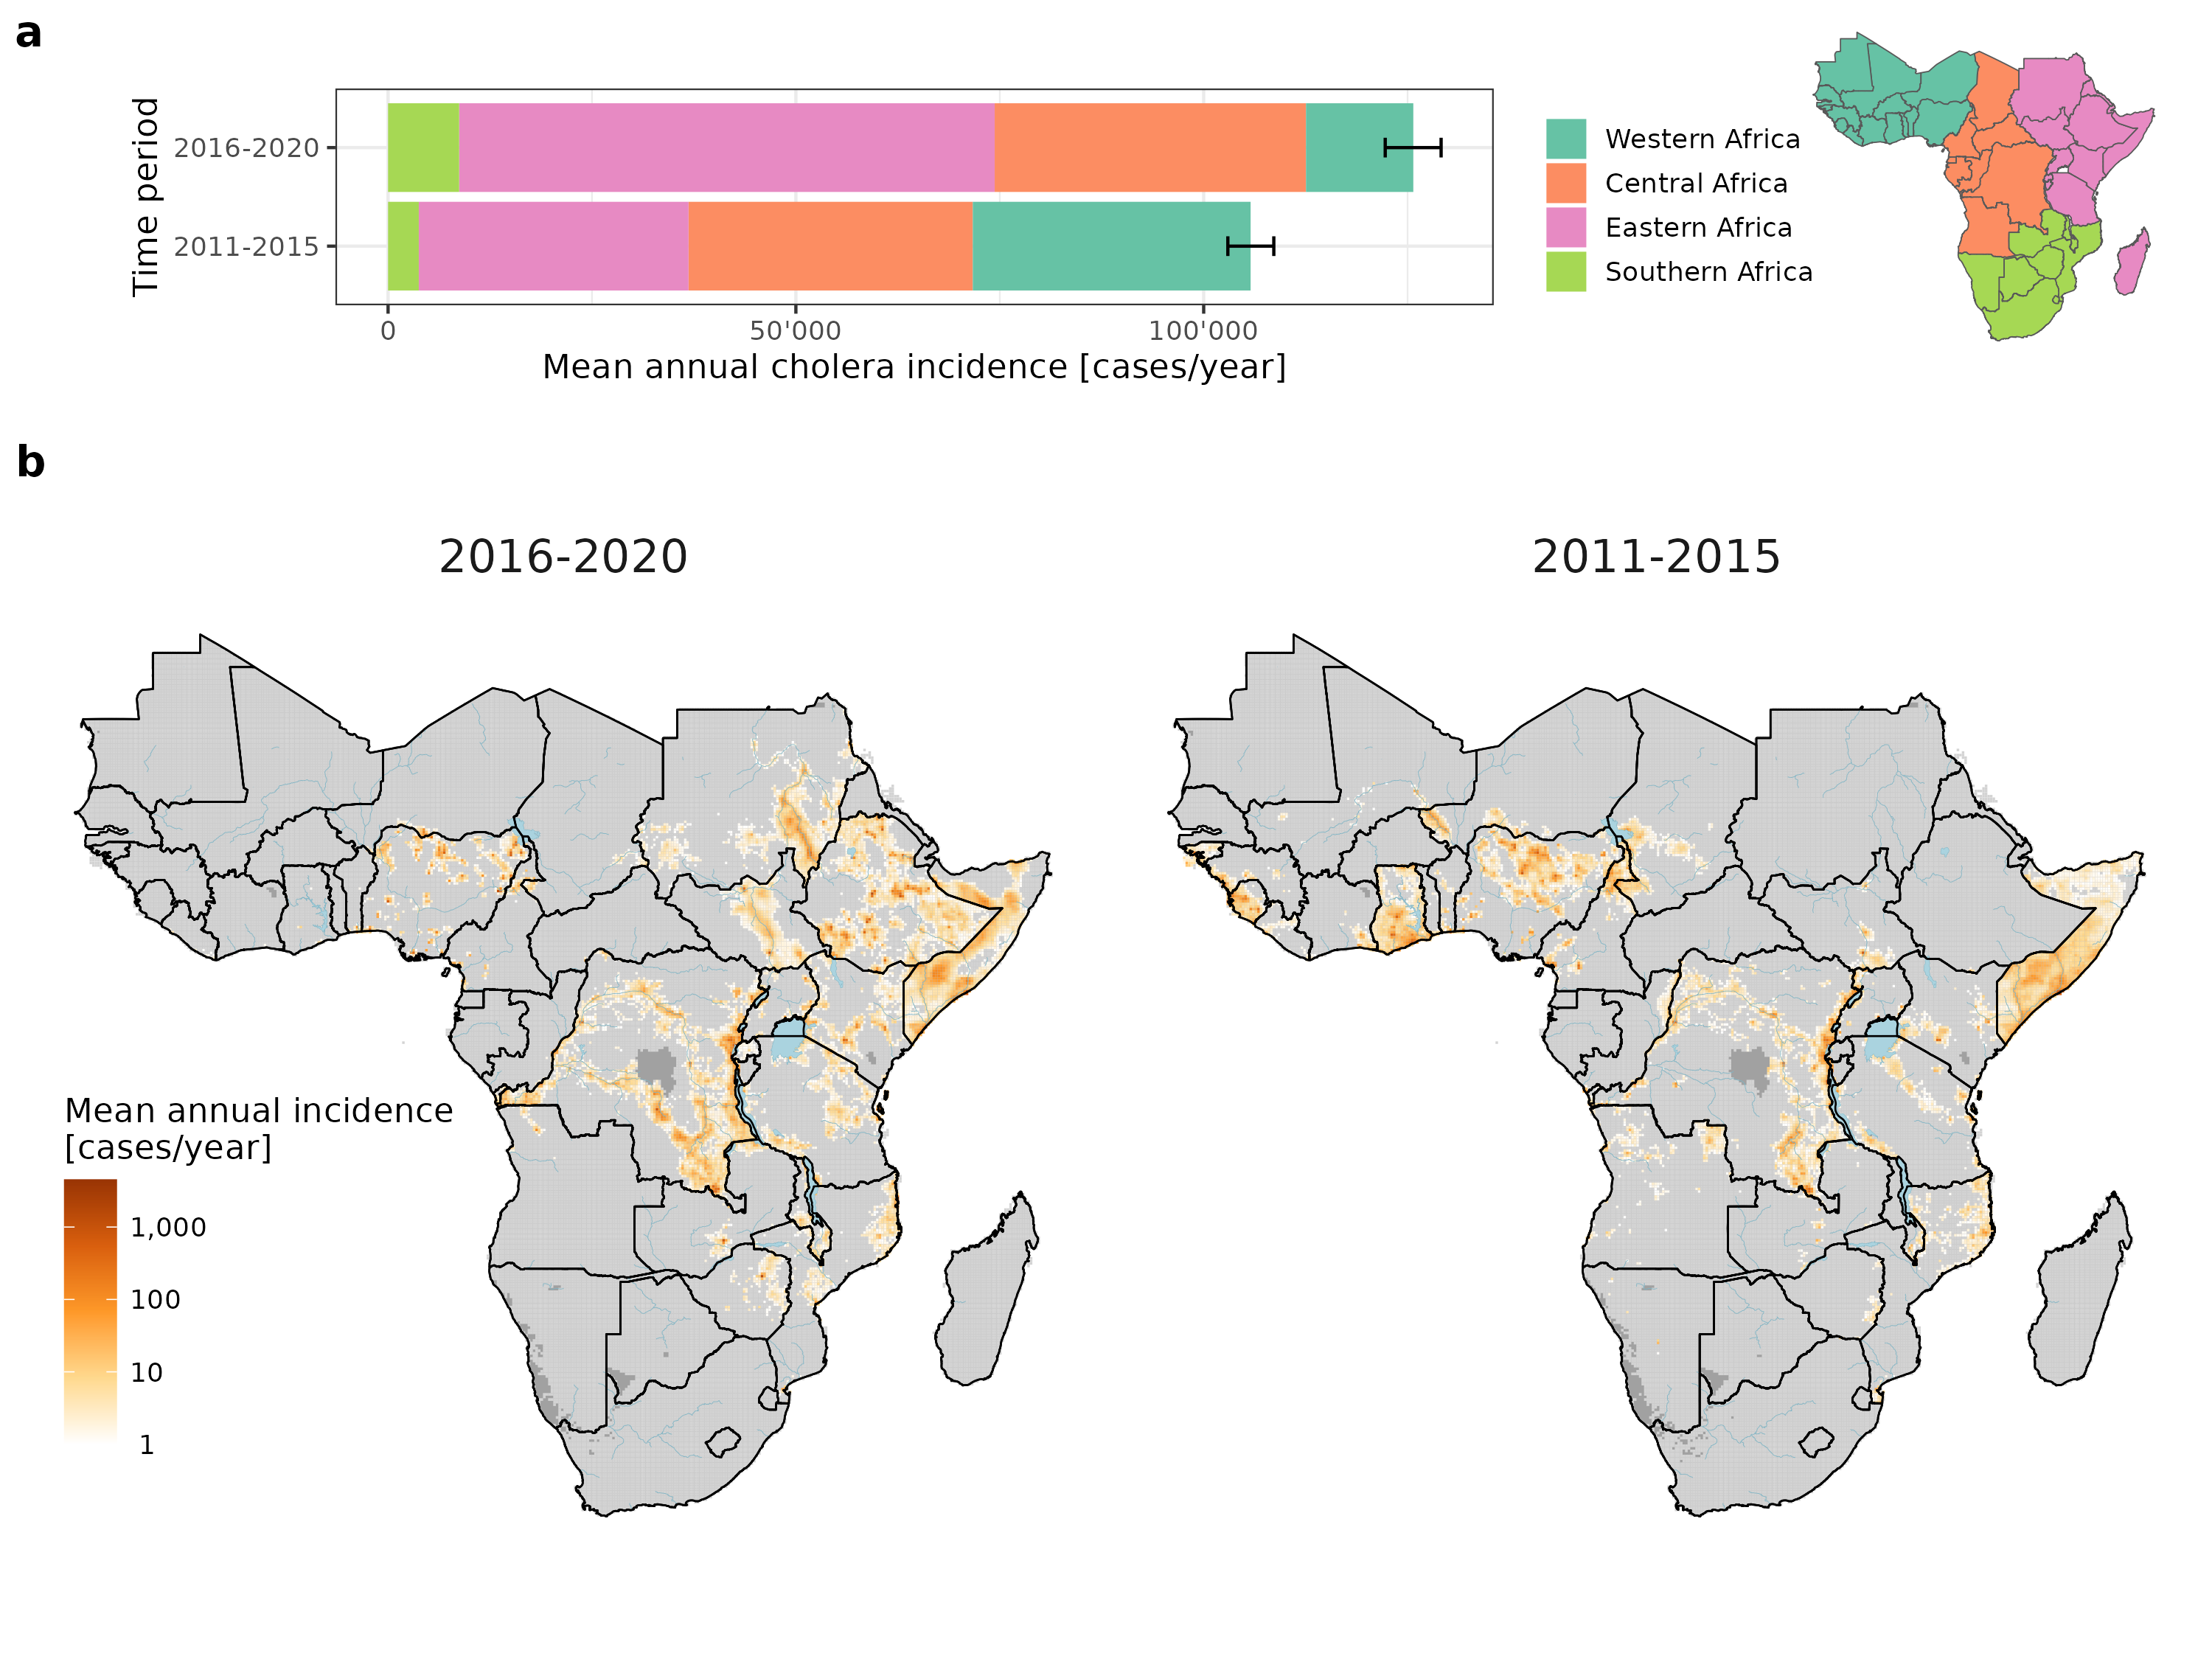 a
Time period
2016-2020
2011-2015
0
50'000
100'000
Mean annual cholera incidence [cases/year]
Western Africa
Central Africa
Eastern Africa
Southern Africa
b
2016-2020
2011-2015
Mean annual incidence
[cases/year]
1,000
100
10
1